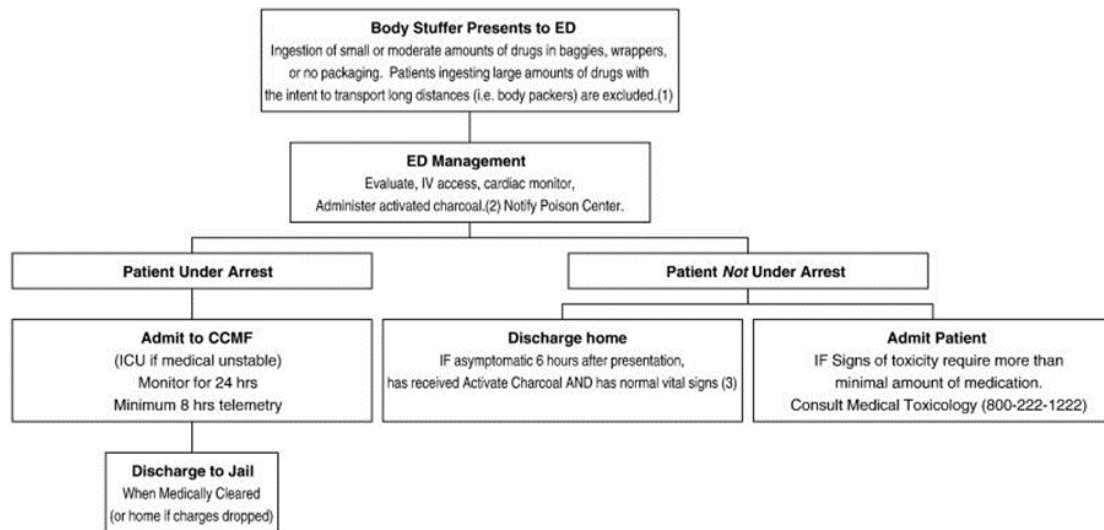 Body Stuffer Presents to ED
Ingestion of small or moderate amounts of drugs in baggies, wrappers,
or no packaging. Patients ingesting large amounts of drugs with
the intent to transport long distances (i.e. body packers) are excluded.(1)
ED Management
Evaluate, IV access, cardiac monitor,
Administer activated charcoal.(2) Notify Poison Center.
Patient Under Arrest
Patient Not Under Arrest
Admit to CCMF
(ICU if medical unstable)
Monitor for 24 hrs
Minimum 8 hrs telemetry
Discharge home
IF asymptomatic 6 hours after presentation,
has received Activate Charcoal AND has normal vital signs (3)
Admit Patient
IF Signs of toxicity require more than
minimal amount of medication.
Consult Medical Toxicology (800-222-1222)
Discharge to Jail
When Medically Cleared
(or home if charges dropped)